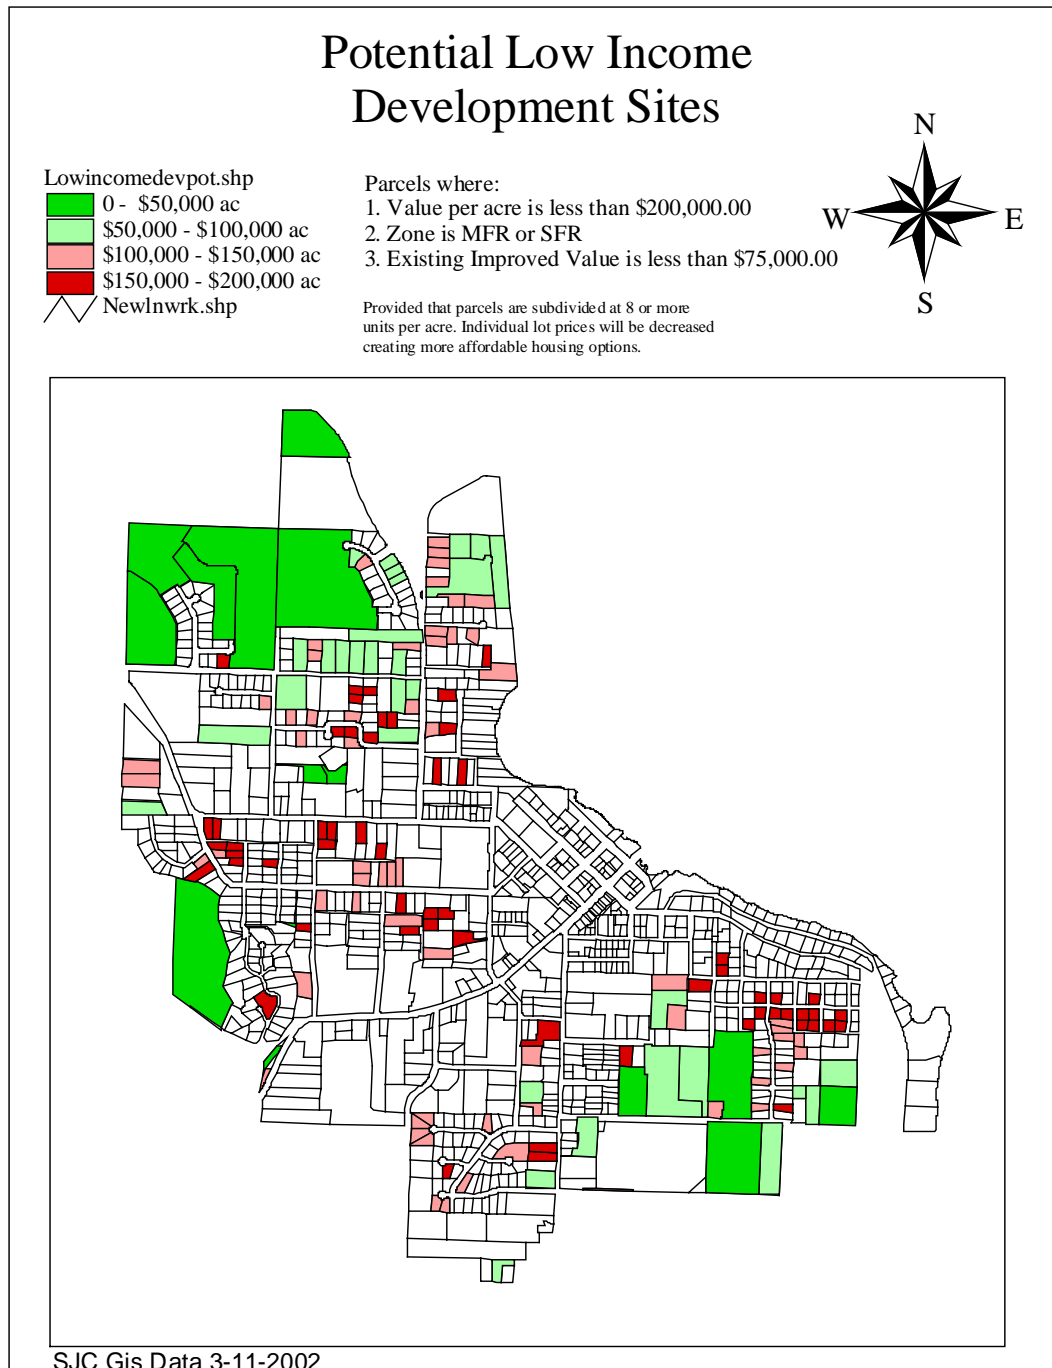 Potential Low Income
Development Sites
N
W
E
S
Lowincomedevpot.shp
0 - $50,000 ac
$50,000 - $100,000 ac
$100,000 - $150,000 ac
$150,000 - $200,000 ac
Newlnwrk.shp
Parcels where:
1. Value per acre is less than $200,000.00
2. Zone is MFR or SFR
3. Existing Improved Value is less than $75,000.00
Provided that parcels are subdivided at 8 or more
units per acre. Individual lot prices will be decreased
creating more affordable housing options.
SJC Gis Data 3-11-2002